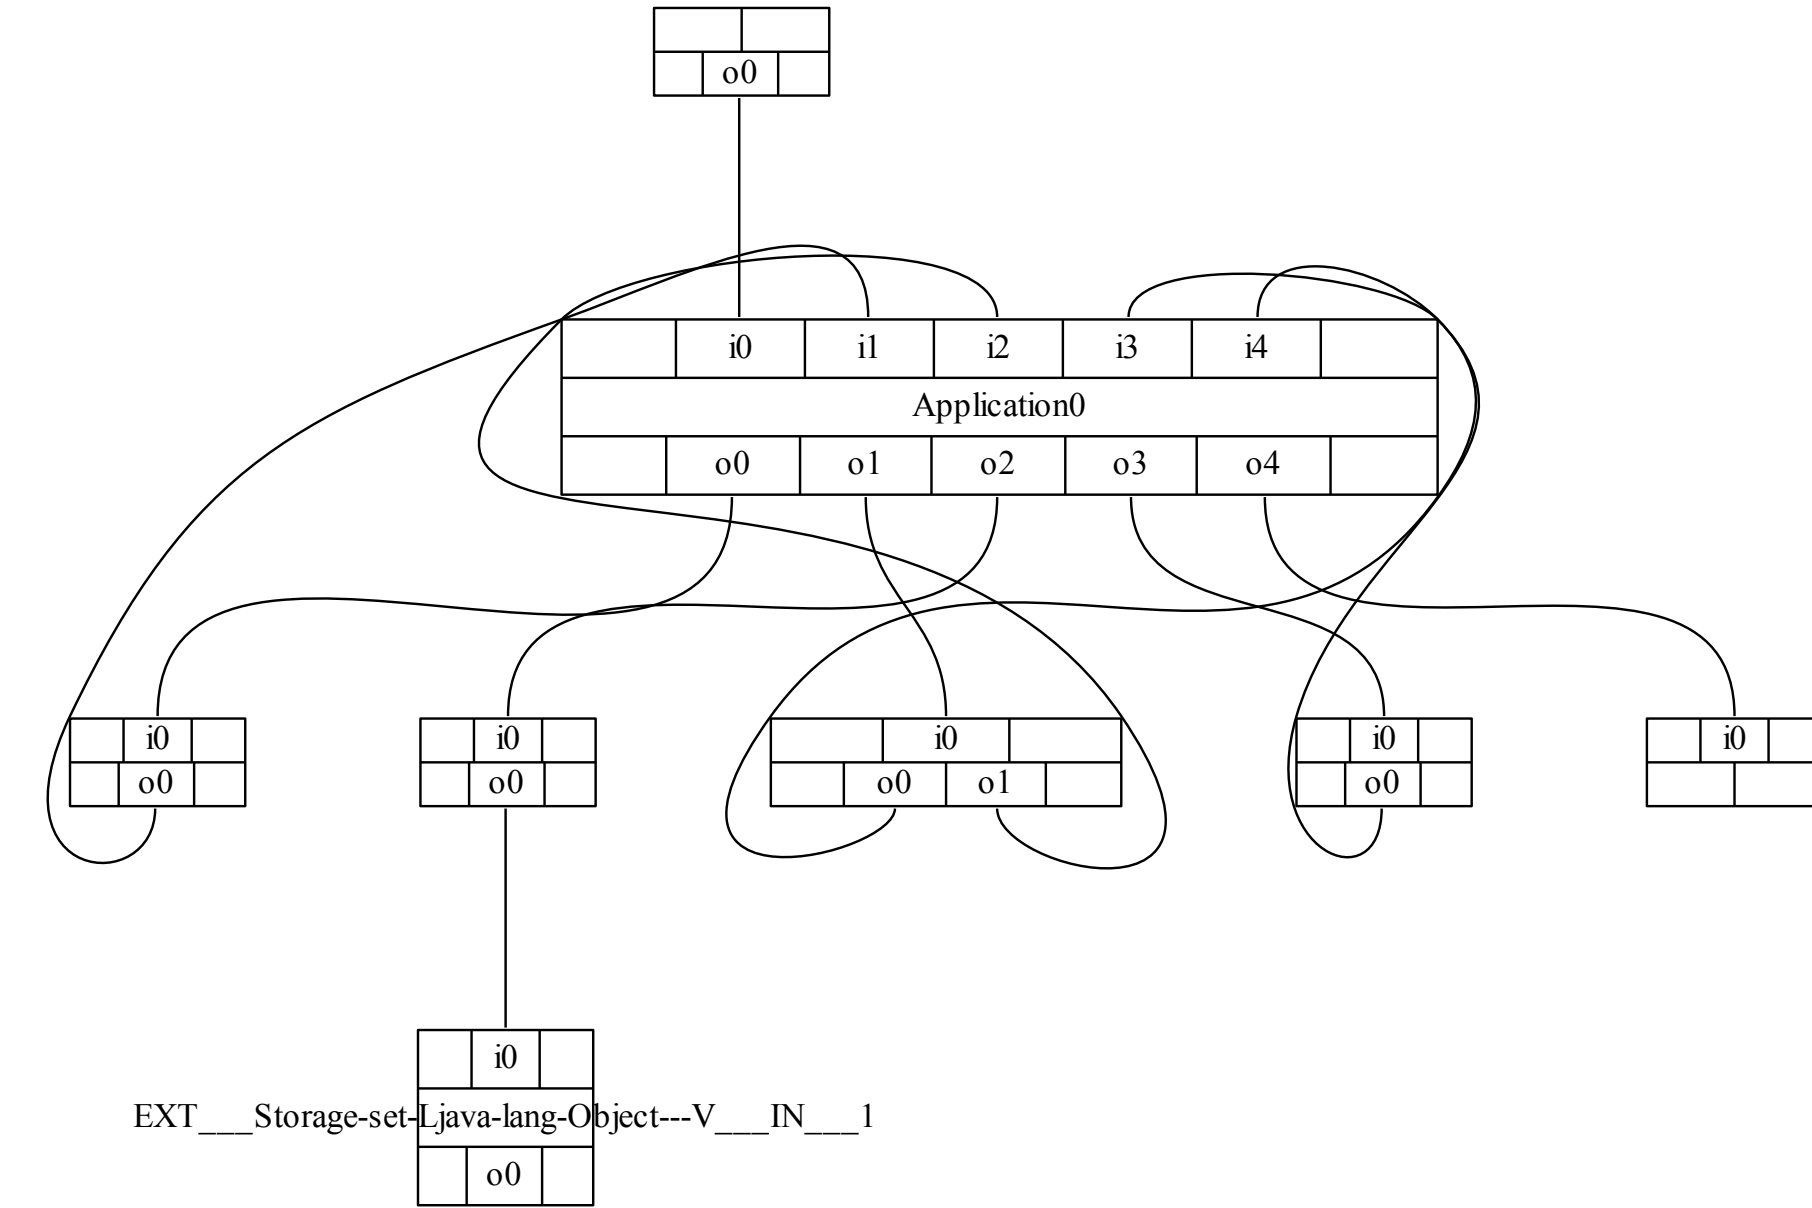 o0
i0 i1 i2 i3 i4
Application0
o0 o1 o2 o3 o4
i0 i0 i0 i0 i0
o0 o0 o0 o1 o0
i0
EXT___Storage-set-Ljava-lang-Object---V___IN___1
o0